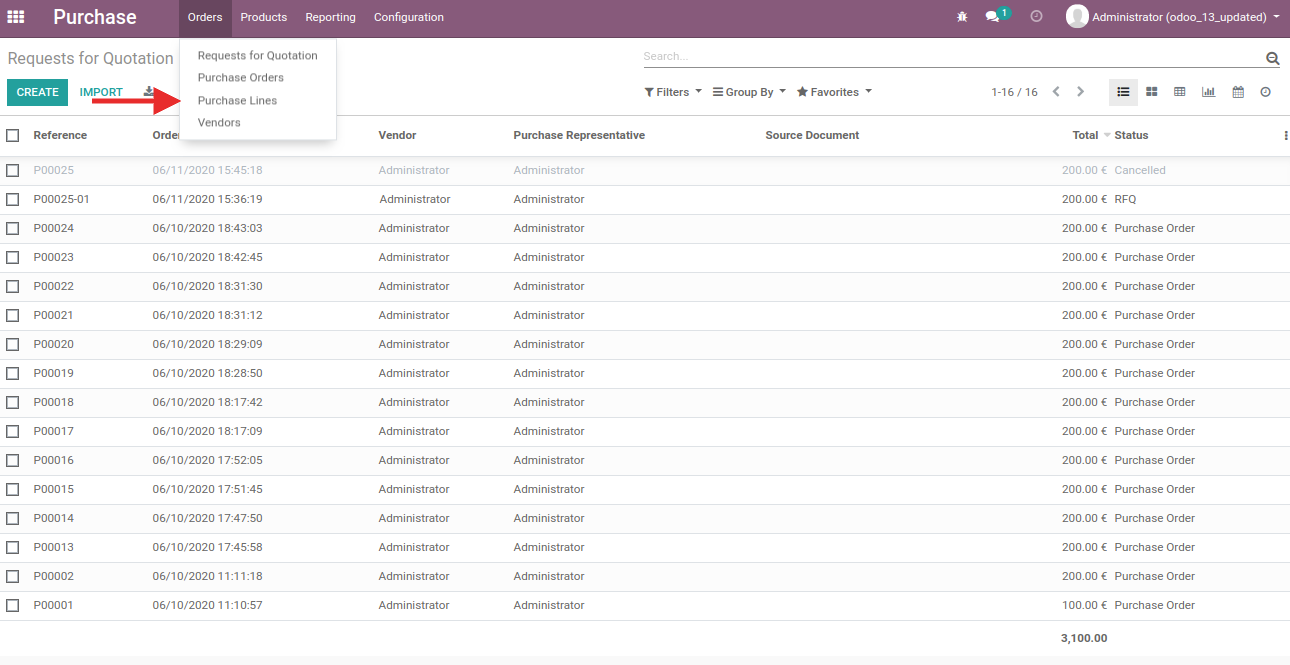 Purchase Orders Products Reporting Configuration 1 Administrator (odoo_13_updated)
Requests for Quotation Search...
Requests for Quotation
Purchase Orders
Purchase Lines
Vendors
CREATE IMPORT Filters Group By Favorites 1-16 / 16
Reference Order Vendor Purchase Representative Source Document Total Status
P00025 06/11/2020 15:45:18 Administrator Administrator 200.00 € Cancelled
P00025-01 06/11/2020 15:36:19 Administrator Administrator 200.00 € RFQ
P00024 06/10/2020 18:43:03 Administrator Administrator 200.00 € Purchase Order
P00023 06/10/2020 18:42:45 Administrator Administrator 200.00 € Purchase Order
P00022 06/10/2020 18:31:30 Administrator Administrator 200.00 € Purchase Order
P00021 06/10/2020 18:31:12 Administrator Administrator 200.00 € Purchase Order
P00020 06/10/2020 18:29:09 Administrator Administrator 200.00 € Purchase Order
P00019 06/10/2020 18:28:50 Administrator Administrator 200.00 € Purchase Order
P00018 06/10/2020 18:17:42 Administrator Administrator 200.00 € Purchase Order
P00017 06/10/2020 18:17:09 Administrator Administrator 200.00 € Purchase Order
P00016 06/10/2020 17:52:05 Administrator Administrator 200.00 € Purchase Order
P00015 06/10/2020 17:51:45 Administrator Administrator 200.00 € Purchase Order
P00014 06/10/2020 17:47:50 Administrator Administrator 200.00 € Purchase Order
P00013 06/10/2020 17:45:58 Administrator Administrator 200.00 € Purchase Order
P00002 06/10/2020 11:11:18 Administrator Administrator 200.00 € Purchase Order
P00001 06/10/2020 11:10:57 Administrator Administrator 100.00 € Purchase Order
3,100.00